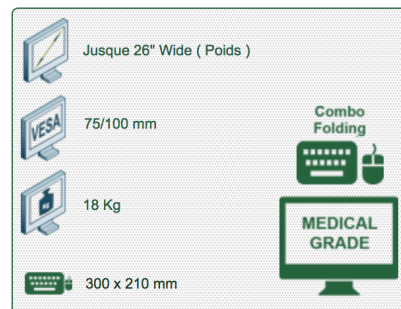 Jusque 26" Wide ( Poids )
VESA
75/100 mm
Combo
Folding
18 Kg
MEDICAL
GRADE
300 x 210 mm